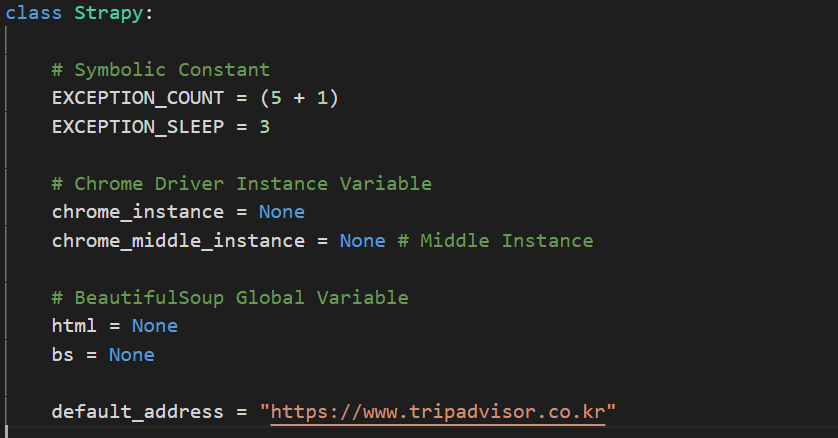 class Strapy:
# Symbolic Constant
EXCEPTION_COUNT = (5 + 1)
EXCEPTION_SLEEP = 3
# Chrome Driver Instance Variable
chrome_instance = None
chrome_middle_instance = None # Middle Instance
# BeautifulSoup Global Variable
html = None
bs = None
default_address = "https://www.tripadvisor.co.kr"